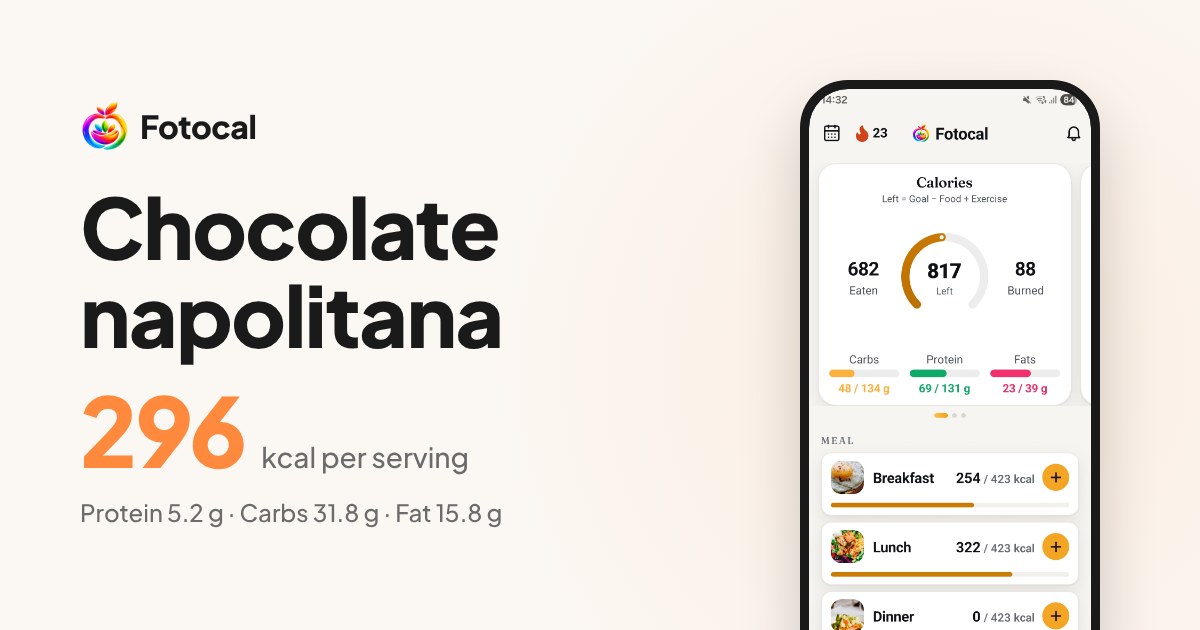 Fotocal
Chocolate
napolitana
296 kcal per serving
Protein 5.2 g · Carbs 31.8 g · Fat 15.8 g
14:32 84
23 Fotocal
Calories
Left = Goal − Food + Exercise
682 817 88
Eaten Left Burned
Carbs Protein Fats
48 / 134 g 69 / 131 g 23 / 39 g
MEAL
Breakfast 254 / 423 kcal +
Lunch 322 / 423 kcal +
Dinner 0 / 423 kcal +